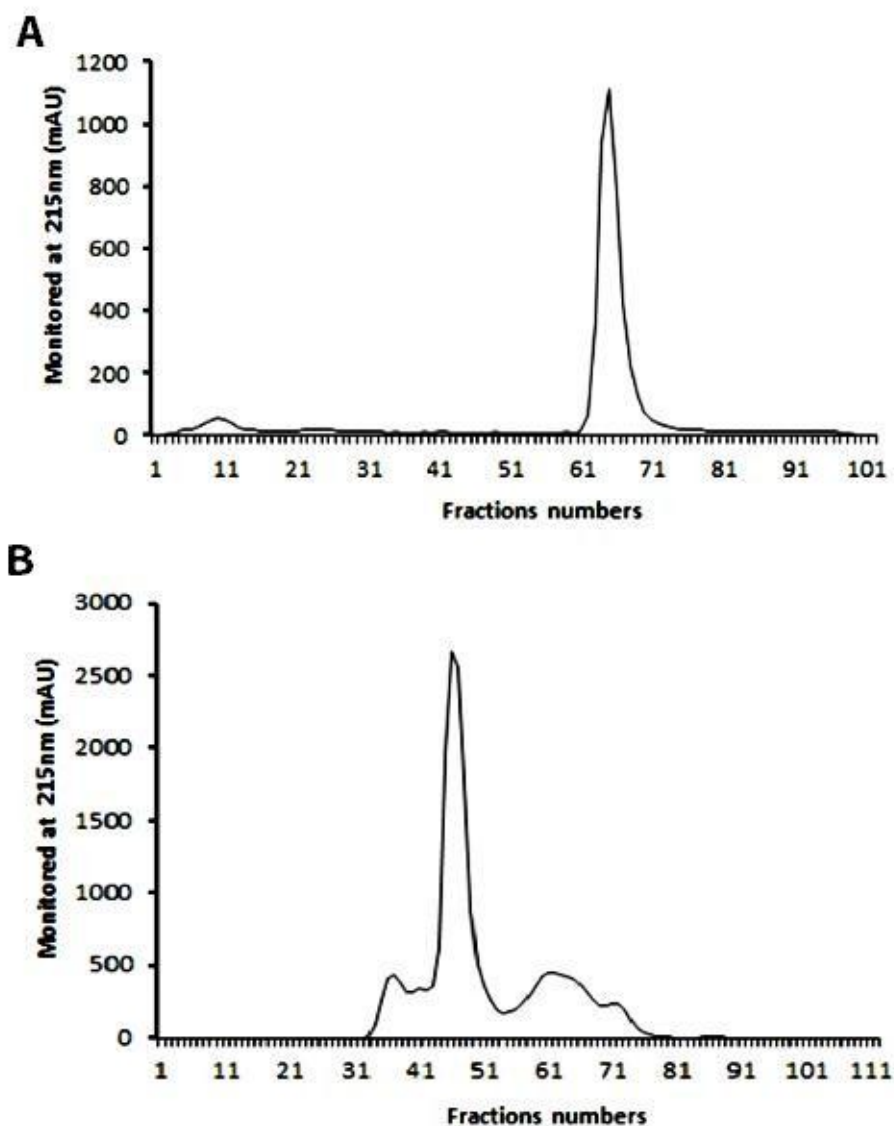 A
Monitored at 215nm (mAU)
1200
1000
800
600
400
200
0
1 11 21 31 41 51 61 71 81 91 101
Fractions numbers
B
Monitored at 215nm (mAU)
3000
2500
2000
1500
1000
500
0
1 11 21 31 41 51 61 71 81 91 101 111
Fractions numbers